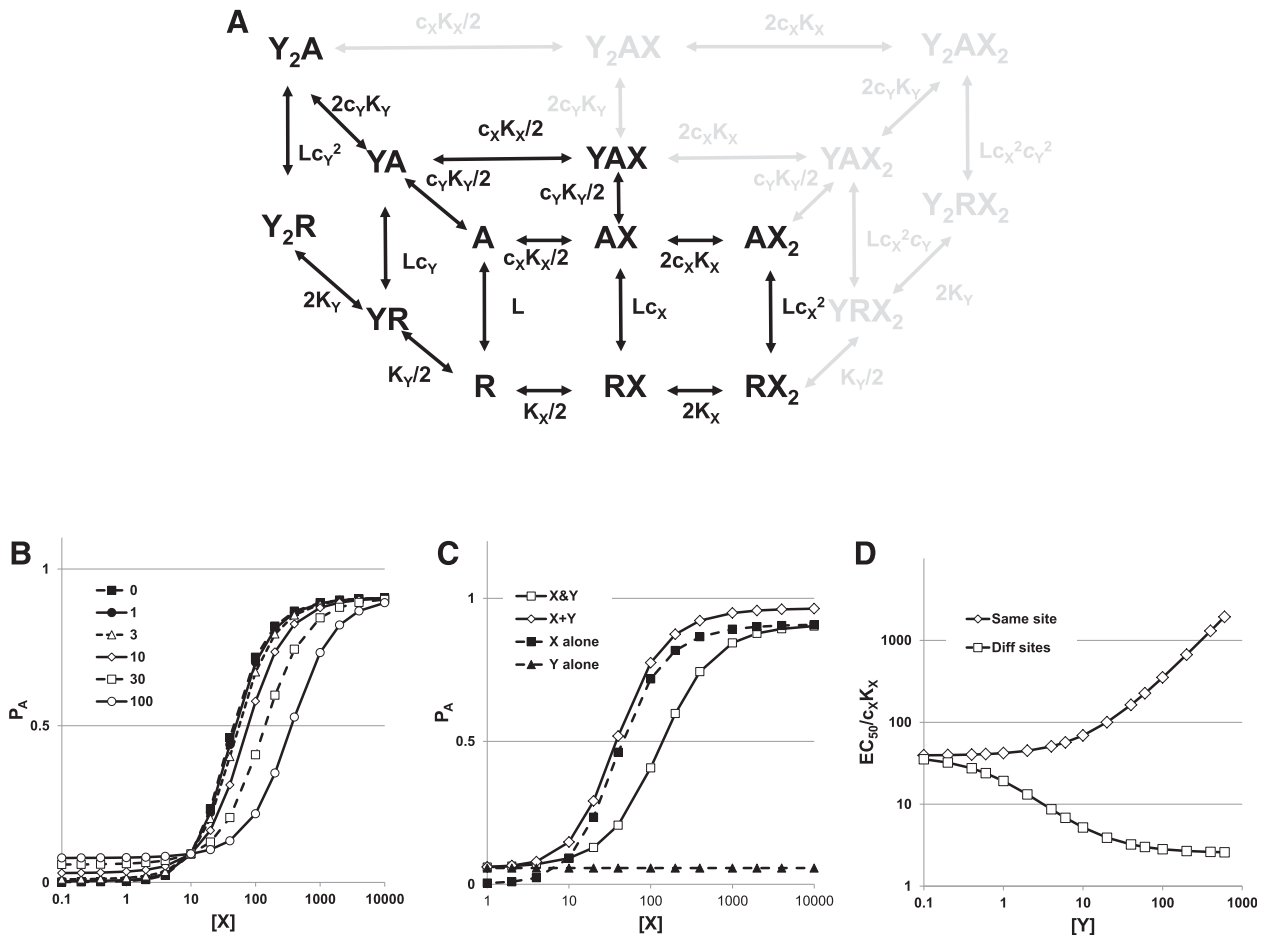 A
cXKX/2
2cXKX
Y2A
Y2AX
Y2AX2
2cYKY
2cYKY
2cYKY
LcY²
cXKX/2
2cXKX
LcX²cY²
YA
YAX
YAX2
cYKY/2
cYKY/2
cYKY/2
Y2R
Y2RX2
A
AX
AX2
LcY
cXKX/2
2cXKX
LcX²cY
2KY
2KY
L
LcX
LcX²
YR
YRX2
KY/2
KY/2
R
RX
RX2
KX/2
2KX
B
1
0
1
3
10
30
100
PA
0.5
0
0.1
1
10
100
1000
10000
[X]
C
1
X&Y
X+Y
X alone
Y alone
PA
0.5
0
1
10
100
1000
10000
[X]
D
Same site
Diff sites
1000
100
10
1
EC50/cXKX
0.1
1
10
100
1000
[Y]